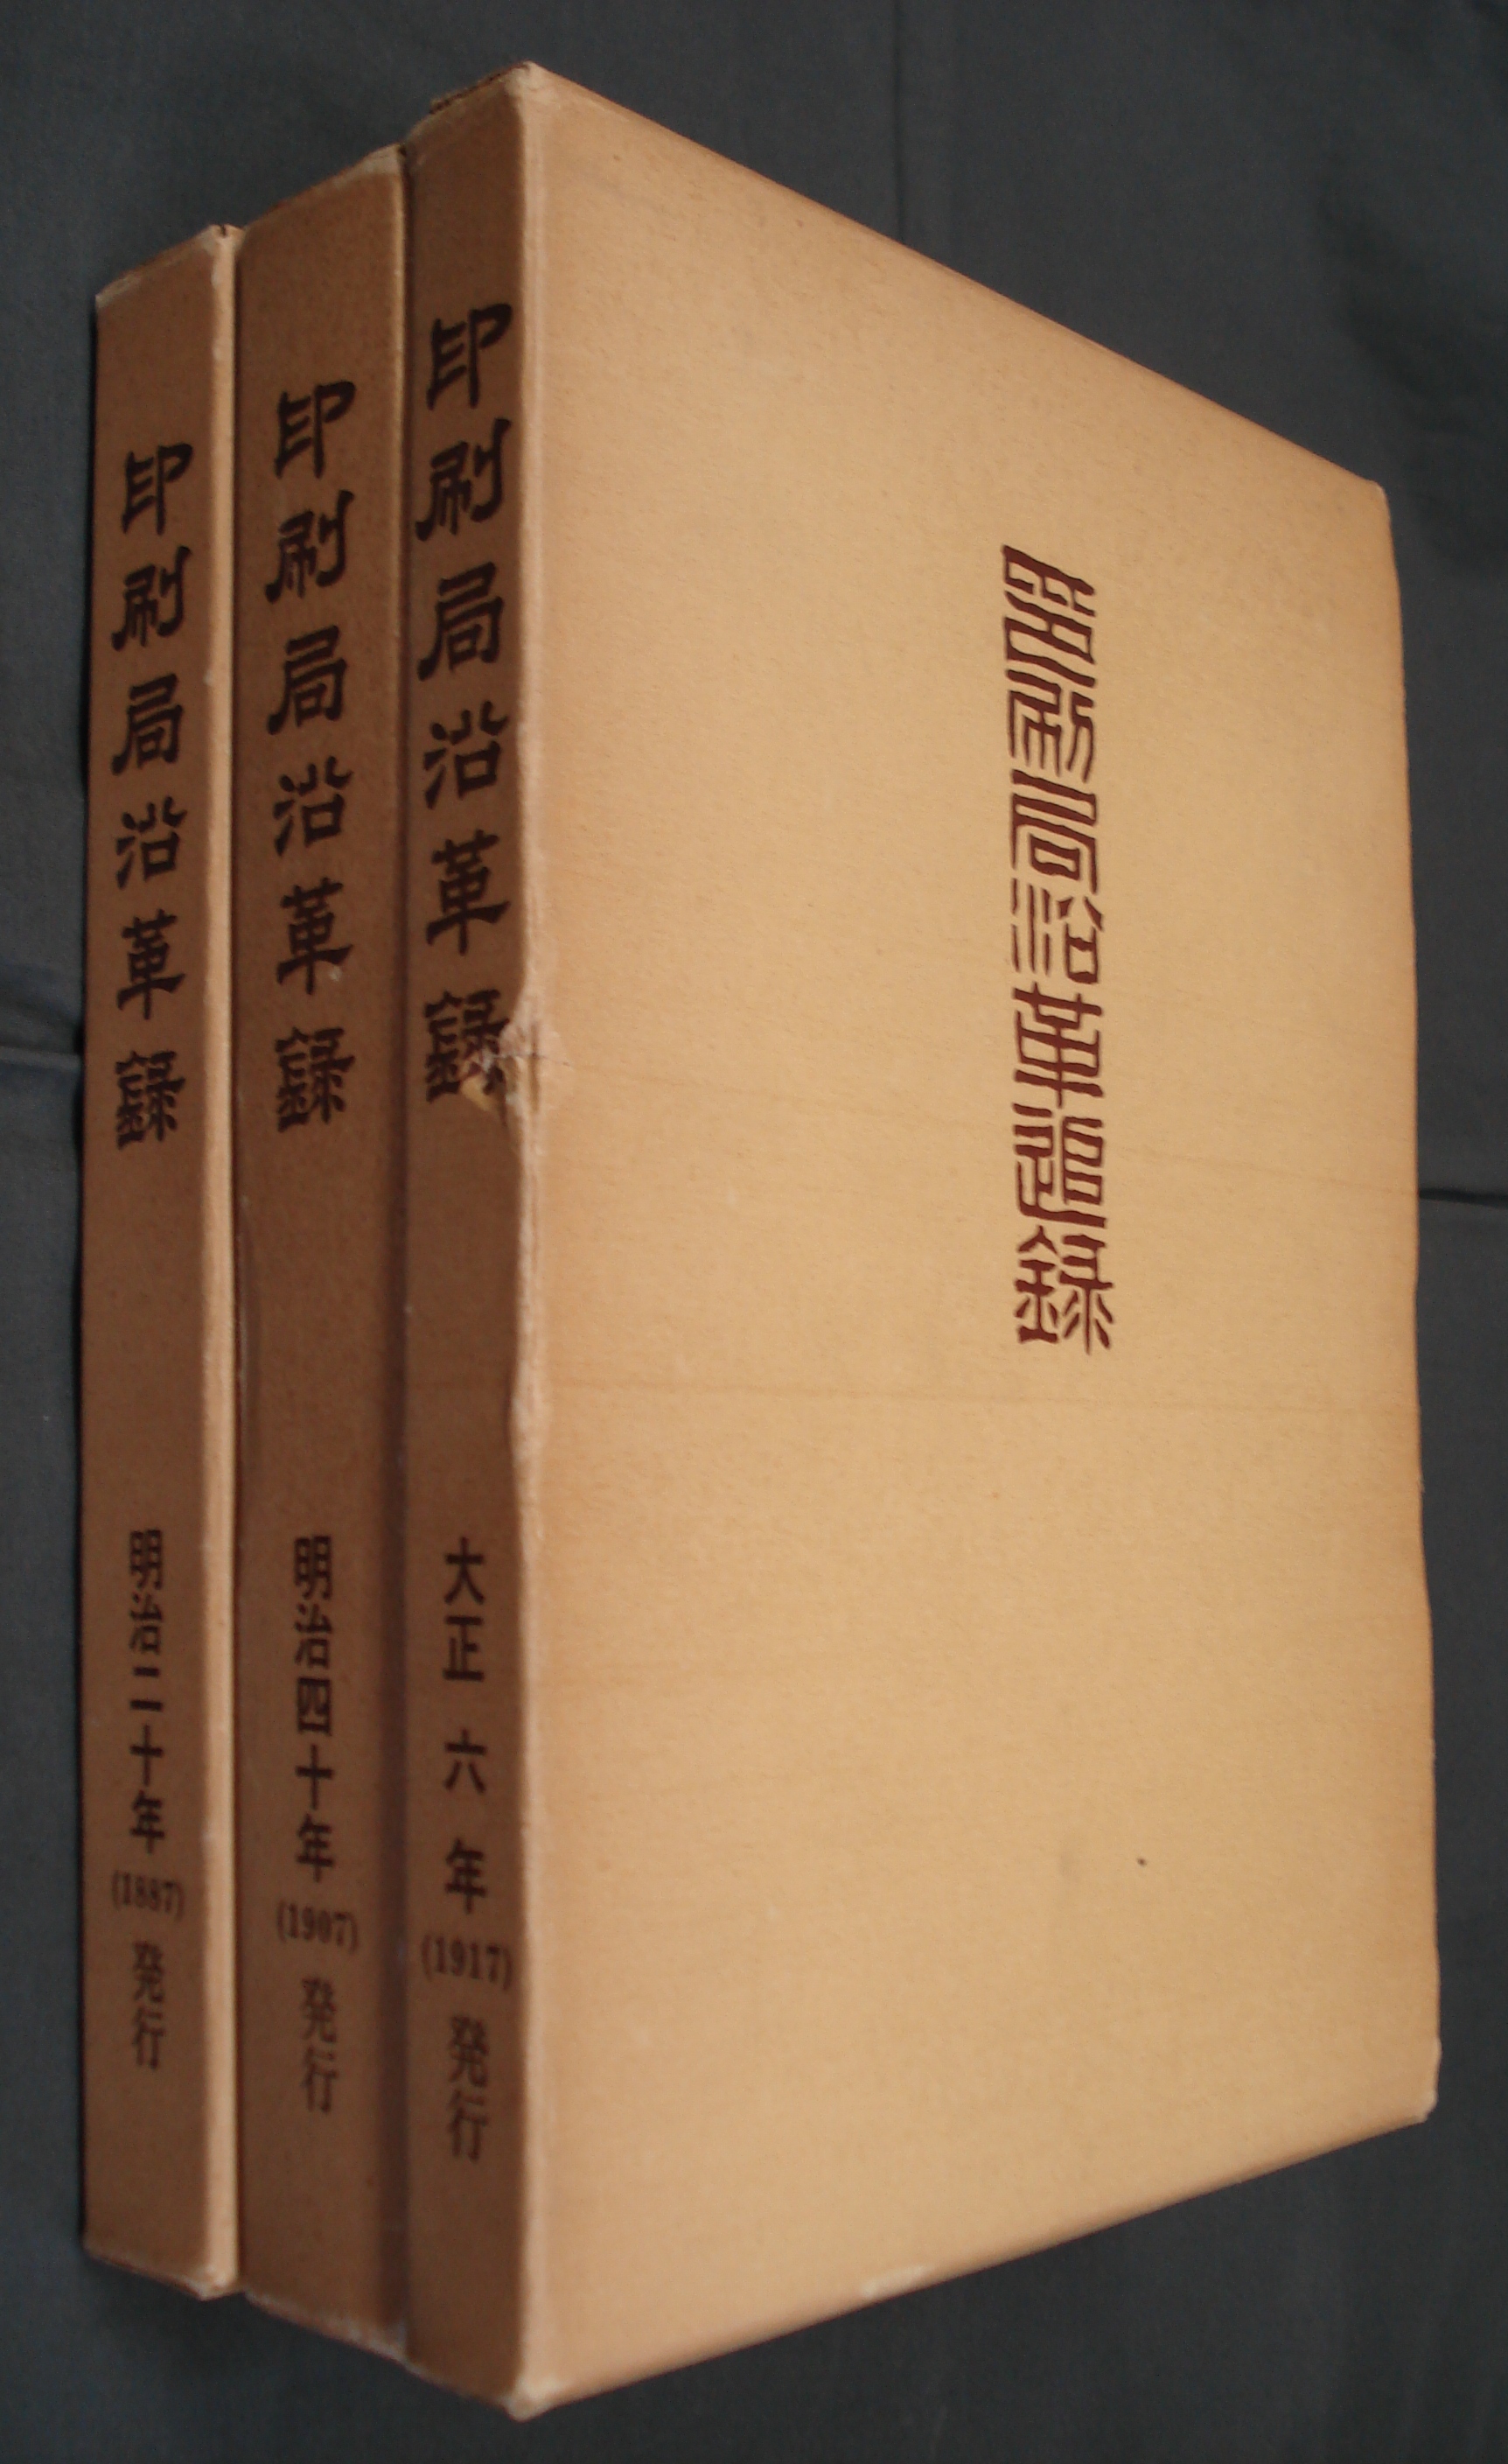 印刷局沿革追録
印刷局沿革録
大正六年
(1917)
発行
印刷局沿革録
明治四十年
(1907)
発行
印刷局沿革録
明治二十年
(1887)
発行